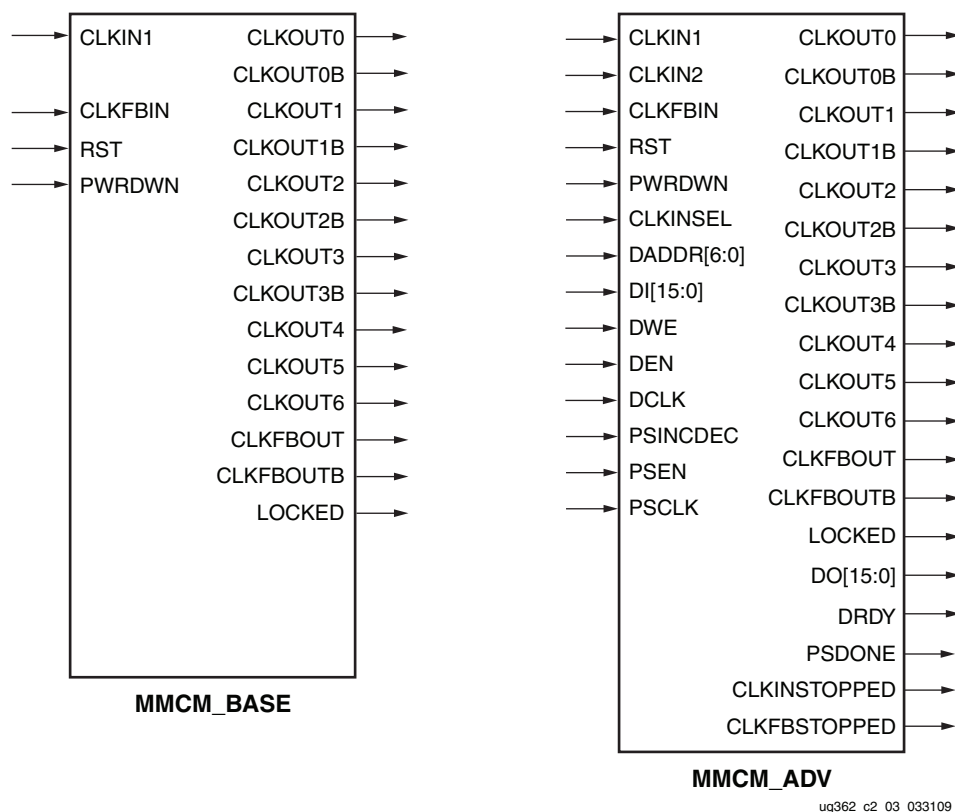 CLKIN1
CLKFBIN
RST
PWRDWN
CLKOUT0
CLKOUT0B
CLKOUT1
CLKOUT1B
CLKOUT2
CLKOUT2B
CLKOUT3
CLKOUT3B
CLKOUT4
CLKOUT5
CLKOUT6
CLKFBOUT
CLKFBOUTB
LOCKED
MMCM_BASE
CLKIN1
CLKIN2
CLKFBIN
RST
PWRDWN
CLKINSEL
DADDR[6:0]
DI[15:0]
DWE
DEN
DCLK
PSINCDEC
PSEN
PSCLK
CLKOUT0
CLKOUT0B
CLKOUT1
CLKOUT1B
CLKOUT2
CLKOUT2B
CLKOUT3
CLKOUT3B
CLKOUT4
CLKOUT5
CLKOUT6
CLKFBOUT
CLKFBOUTB
LOCKED
DO[15:0]
DRDY
PSDONE
CLKINSTOPPED
CLKFBSTOPPED
MMCM_ADV
ug362_c2_03_033109